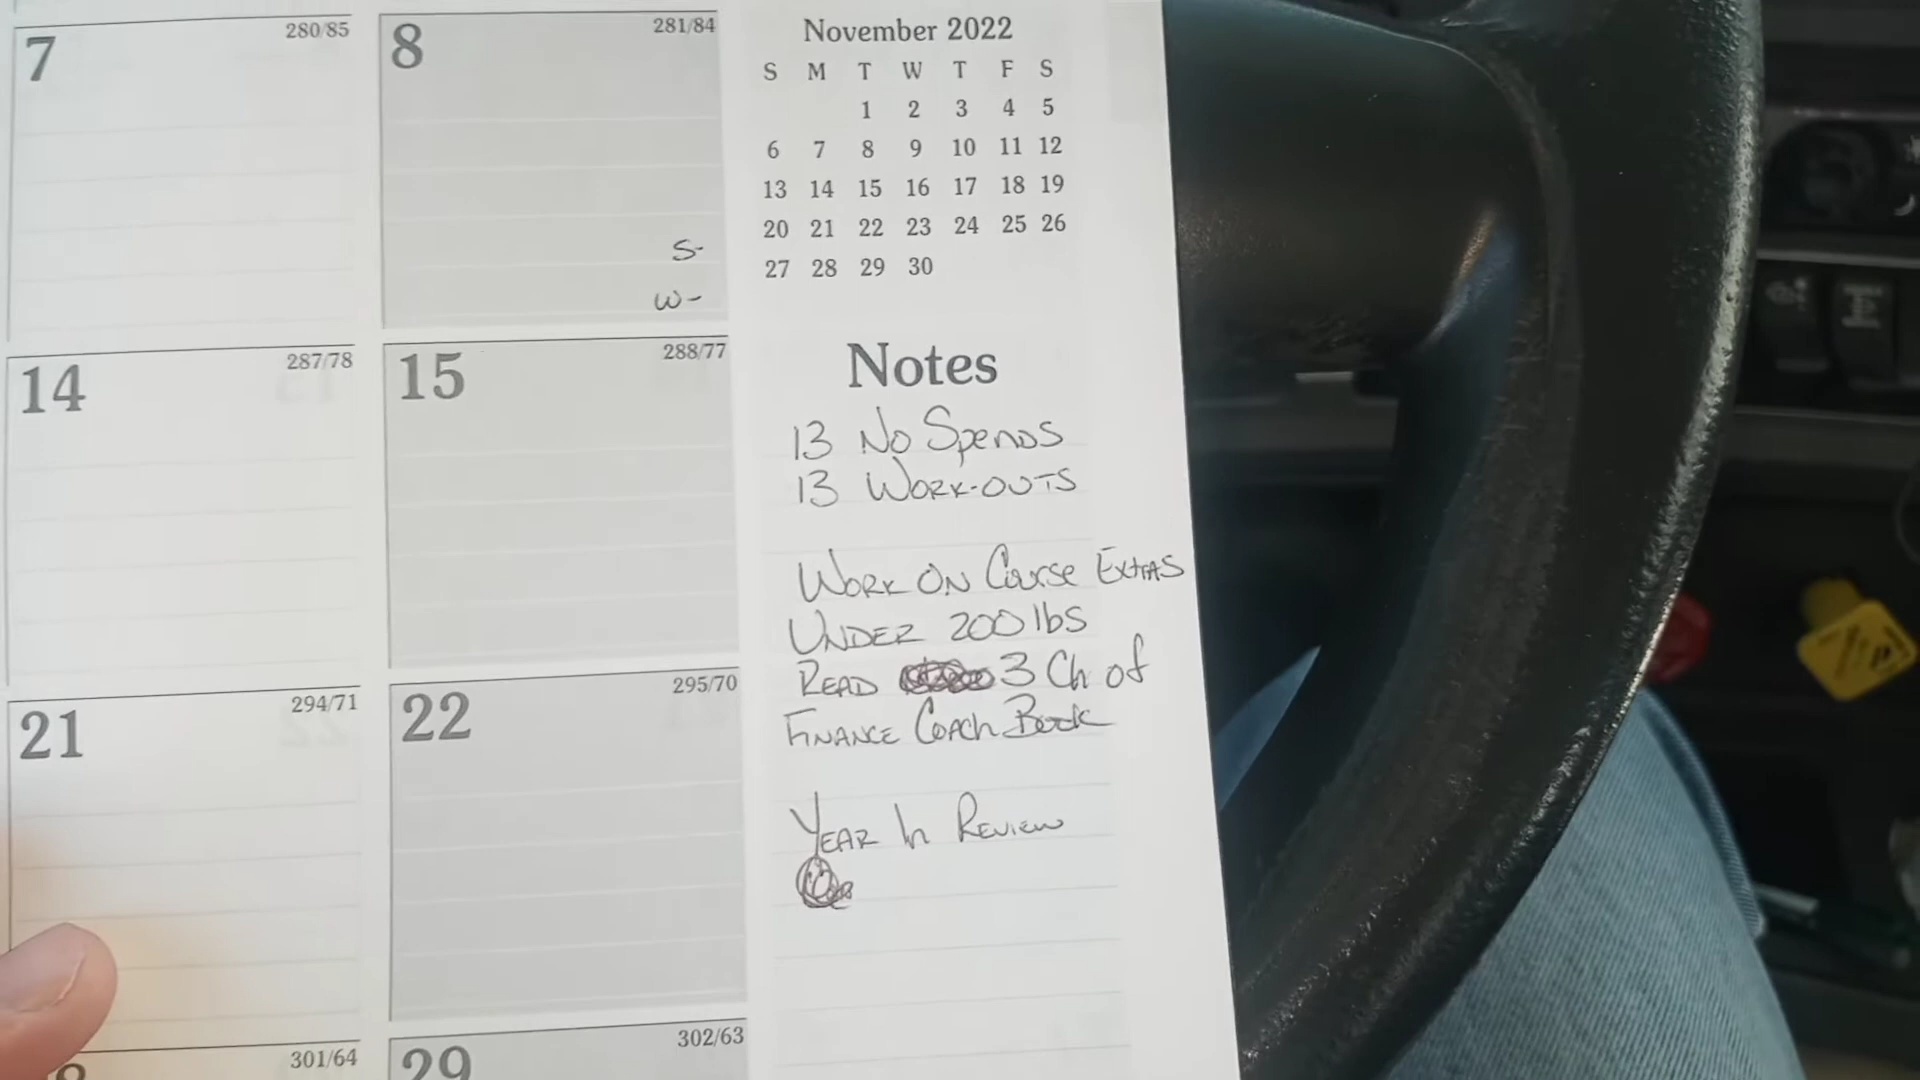 7 280/85
8 281/84
S-
W-
November 2022
S M T W T F S
1 2 3 4 5
6 7 8 9 10 11 12
13 14 15 16 17 18 19
20 21 22 23 24 25 26
27 28 29 30
14 287/78
15 288/77
Notes
13 No Spends
13 Work-outs
Work On Course Extras
Under 200 lbs
Read 3 Ch of
Finance Coach Book
Year In Review
21 294/71
22 295/70
301/64
29 302/63